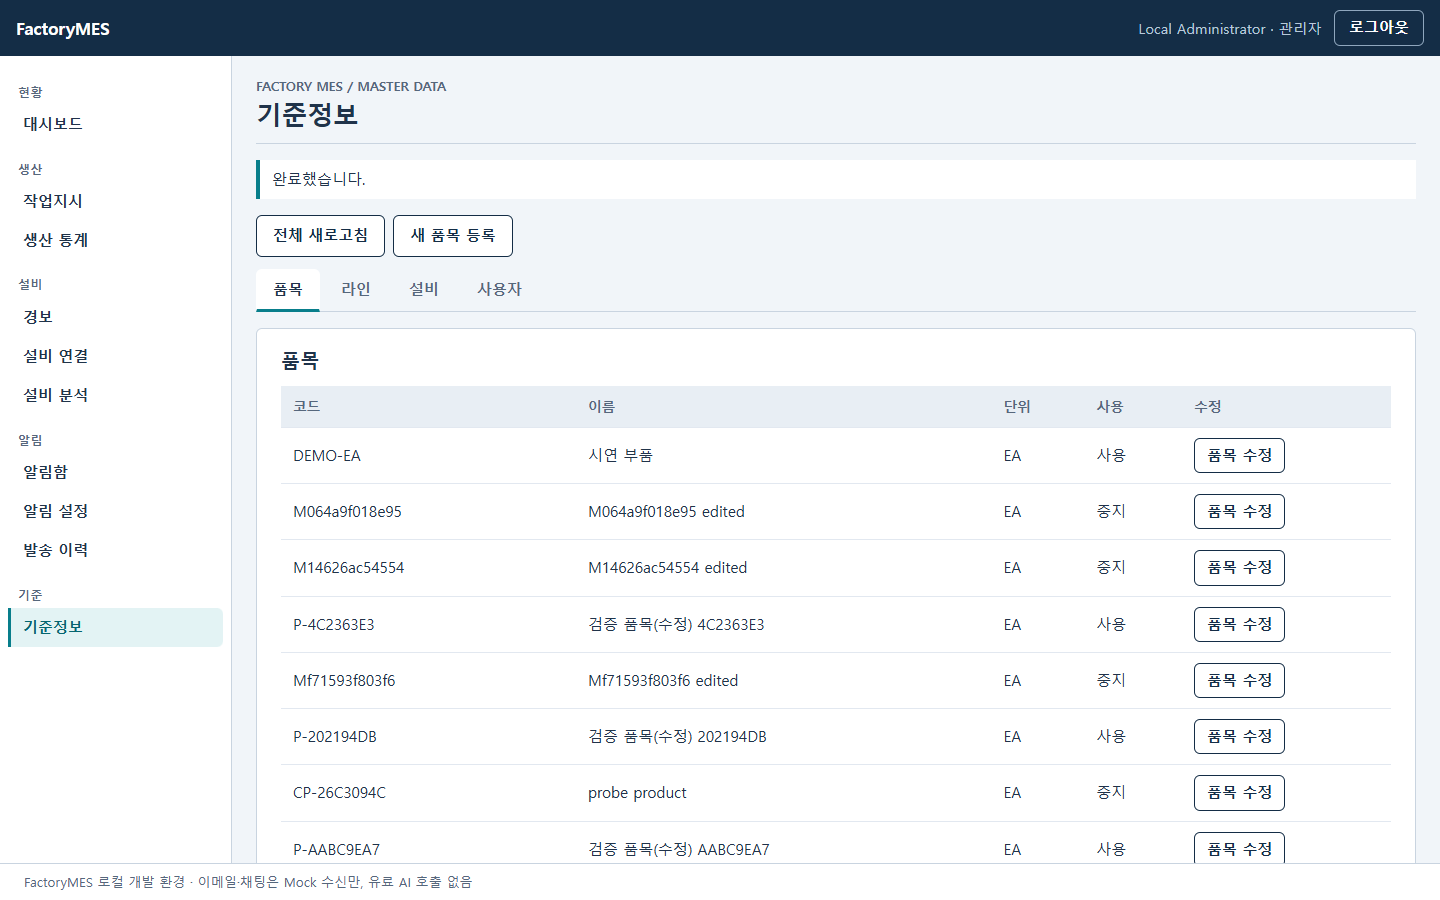 FactoryMES
Local Administrator · 관리자
로그아웃
현황
대시보드
생산
작업지시
생산 통계
설비
경보
설비 연결
설비 분석
알림
알림함
알림 설정
발송 이력
기준
기준정보
FACTORY MES / MASTER DATA
기준정보
완료했습니다.
전체 새로고침 새 품목 등록
품목 라인 설비 사용자
품목
코드 이름 단위 사용 수정
DEMO-EA 시연 부품 EA 사용 품목 수정
M064a9f018e95 M064a9f018e95 edited EA 중지 품목 수정
M14626ac54554 M14626ac54554 edited EA 중지 품목 수정
P-4C2363E3 검증 품목(수정) 4C2363E3 EA 사용 품목 수정
Mf71593f803f6 Mf71593f803f6 edited EA 중지 품목 수정
P-202194DB 검증 품목(수정) 202194DB EA 사용 품목 수정
CP-26C3094C probe product EA 중지 품목 수정
P-AABC9EA7 검증 품목(수정) AABC9EA7 EA 사용 품목 수정
FactoryMES 로컬 개발 환경 · 이메일·채팅은 Mock 수신만, 유료 AI 호출 없음